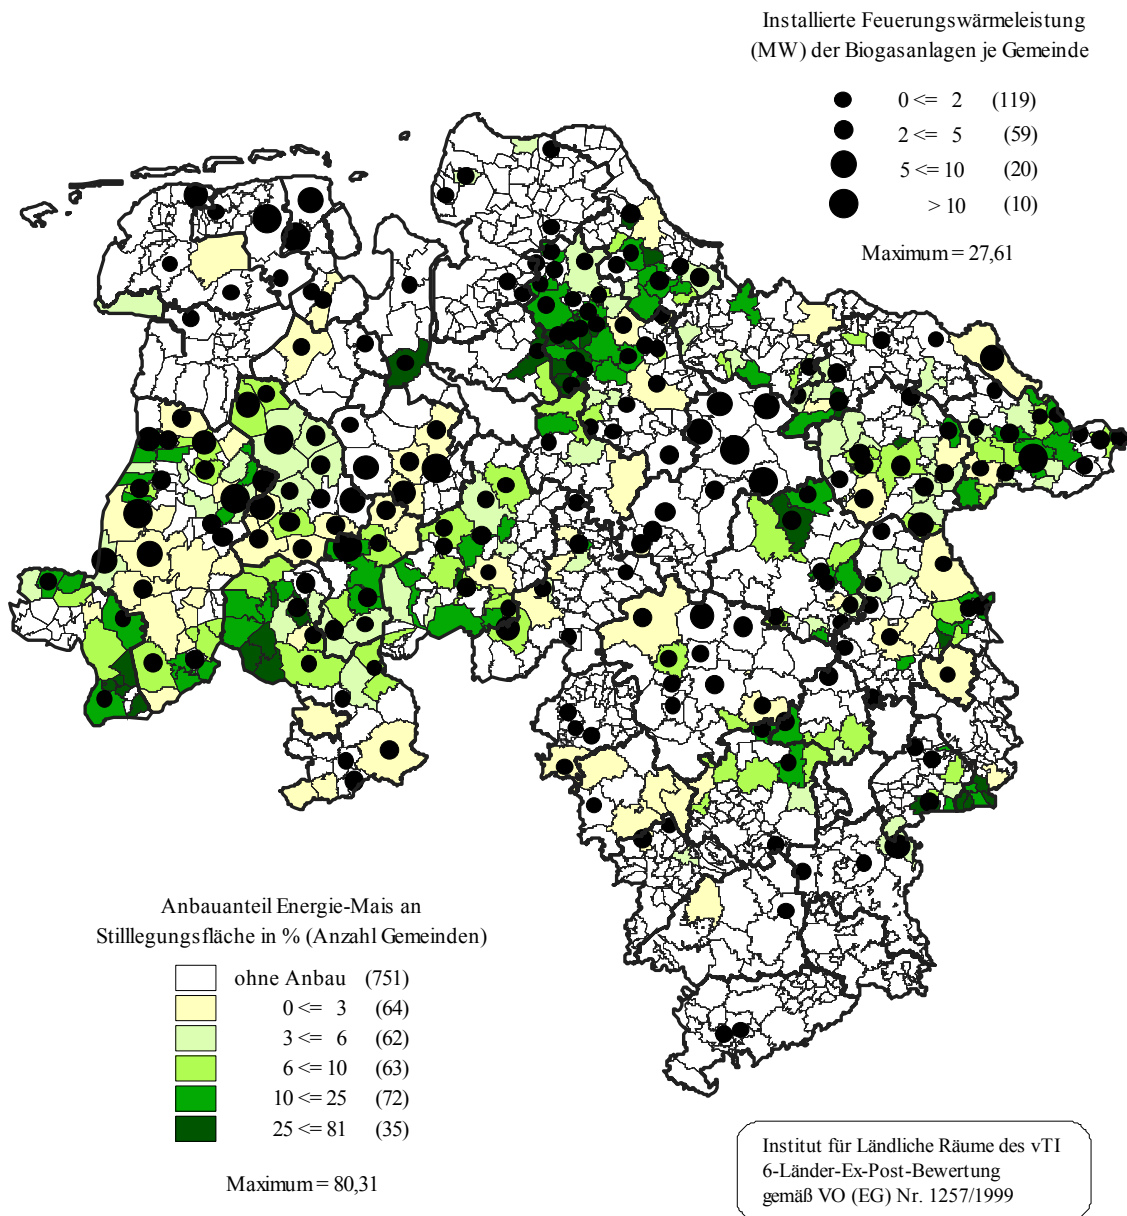 Installierte Feuerungswärmeleistung
(MW) der Biogasanlagen je Gemeinde
0 <= 2 (119)
2 <= 5 (59)
5 <= 10 (20)
> 10 (10)
Maximum = 27,61
Anbauanteil Energie-Mais an
Stilllegungsfläche in % (Anzahl Gemeinden)
ohne Anbau (751)
0 <= 3 (64)
3 <= 6 (62)
6 <= 10 (63)
10 <= 25 (72)
25 <= 81 (35)
Maximum = 80,31
Institut für Ländliche Räume des vTI
6-Länder-Ex-Post-Bewertung
gemäß VO (EG) Nr. 1257/1999